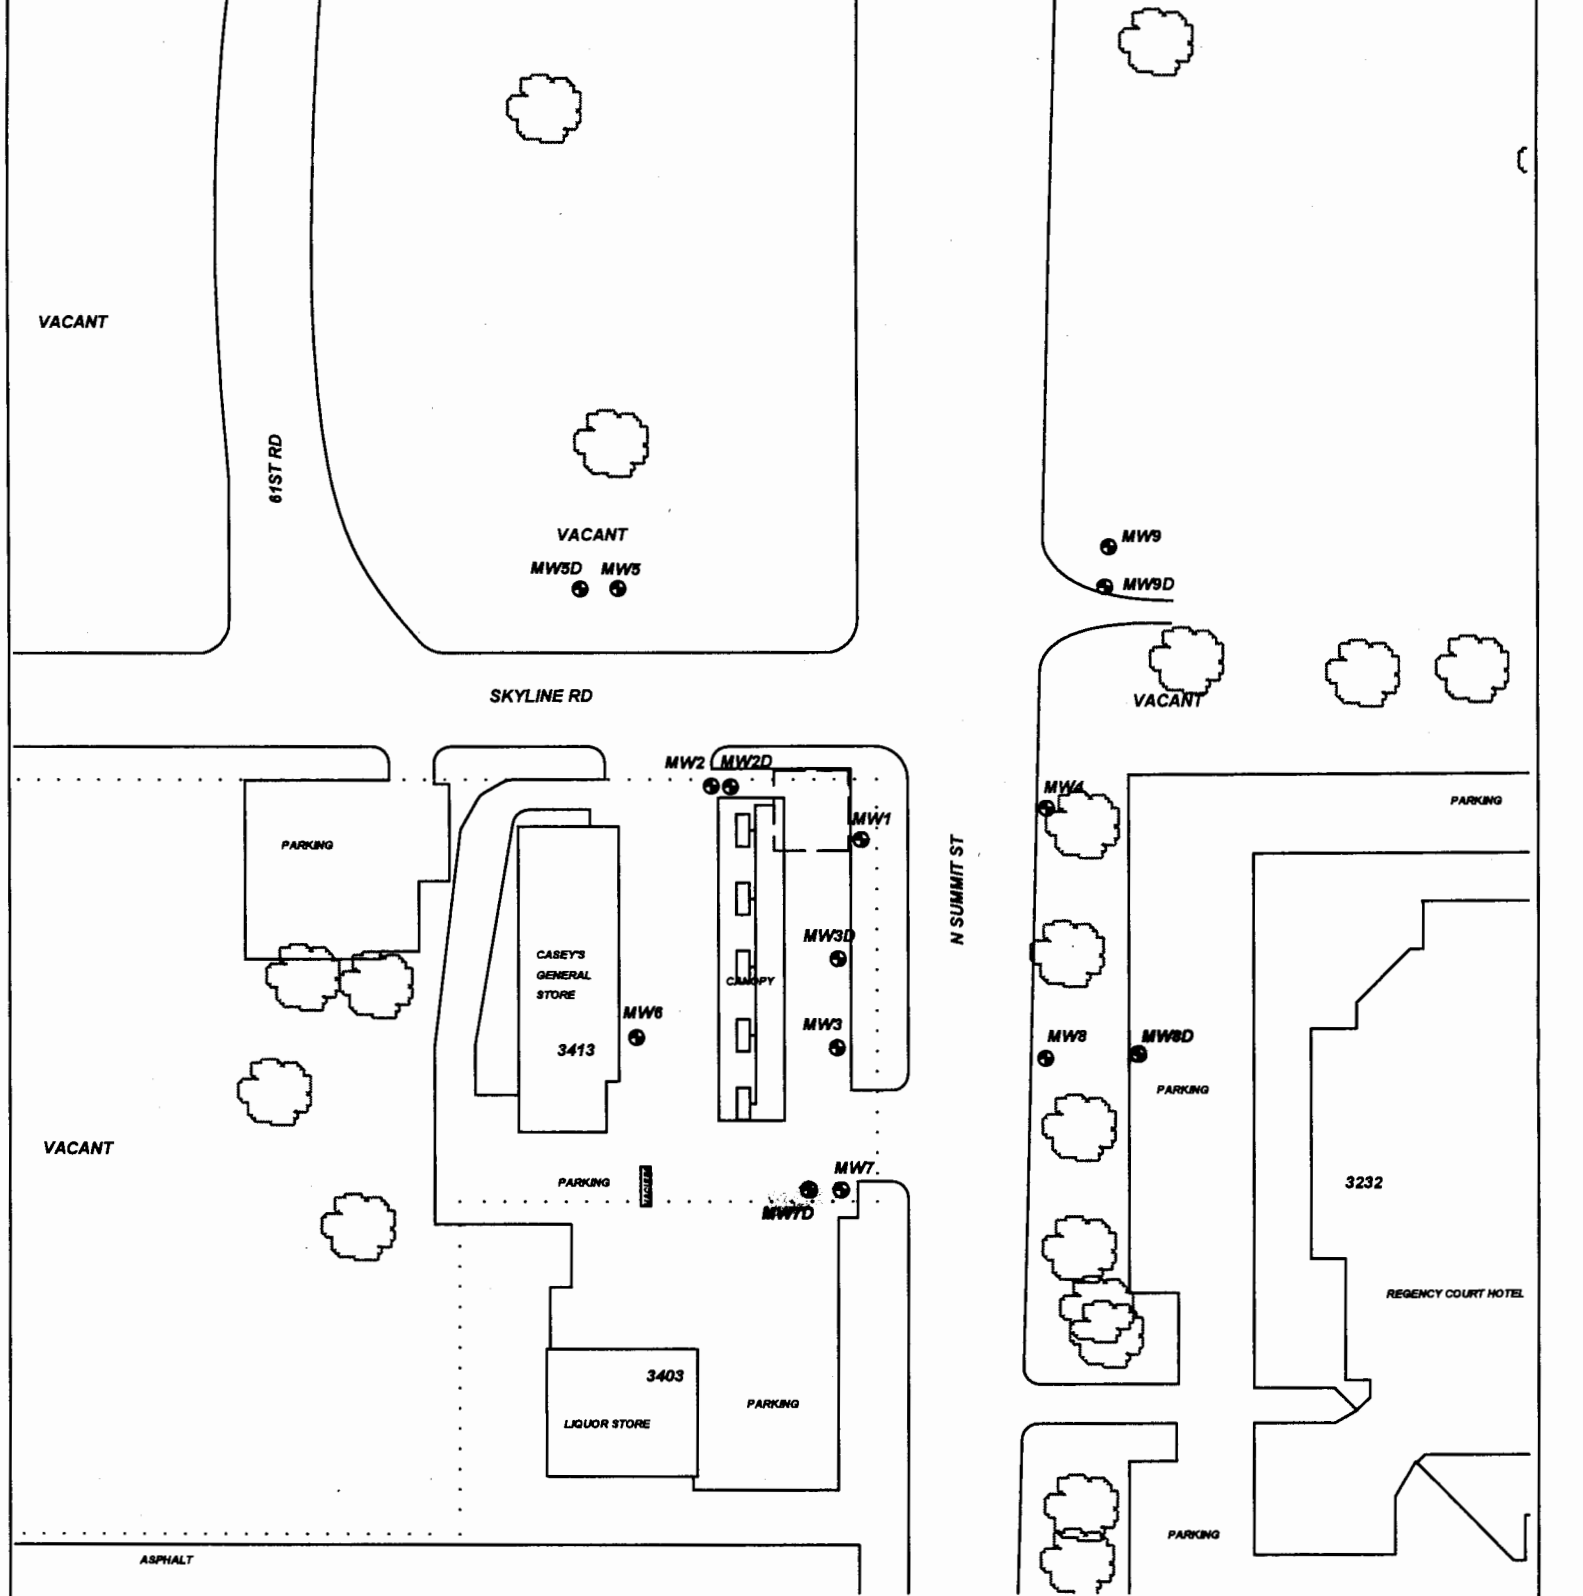 VACANT
61ST RD
VACANT
MW5D MW5
MW9
MW9D
SKYLINE RD
VACANT
MW2 MW2D
MW4
PARKING
MW1
PARKING
N SUMMIT ST
MW3D
CASEY'S
GENERAL
STORE
CANOPY
MW6
MW3
3413
MW8
MW8D
PARKING
VACANT
MW7
PARKING
3232
MW7D
REGENCY COURT HOTEL
3403
PARKING
LIQUOR STORE
PARKING
ASPHALT